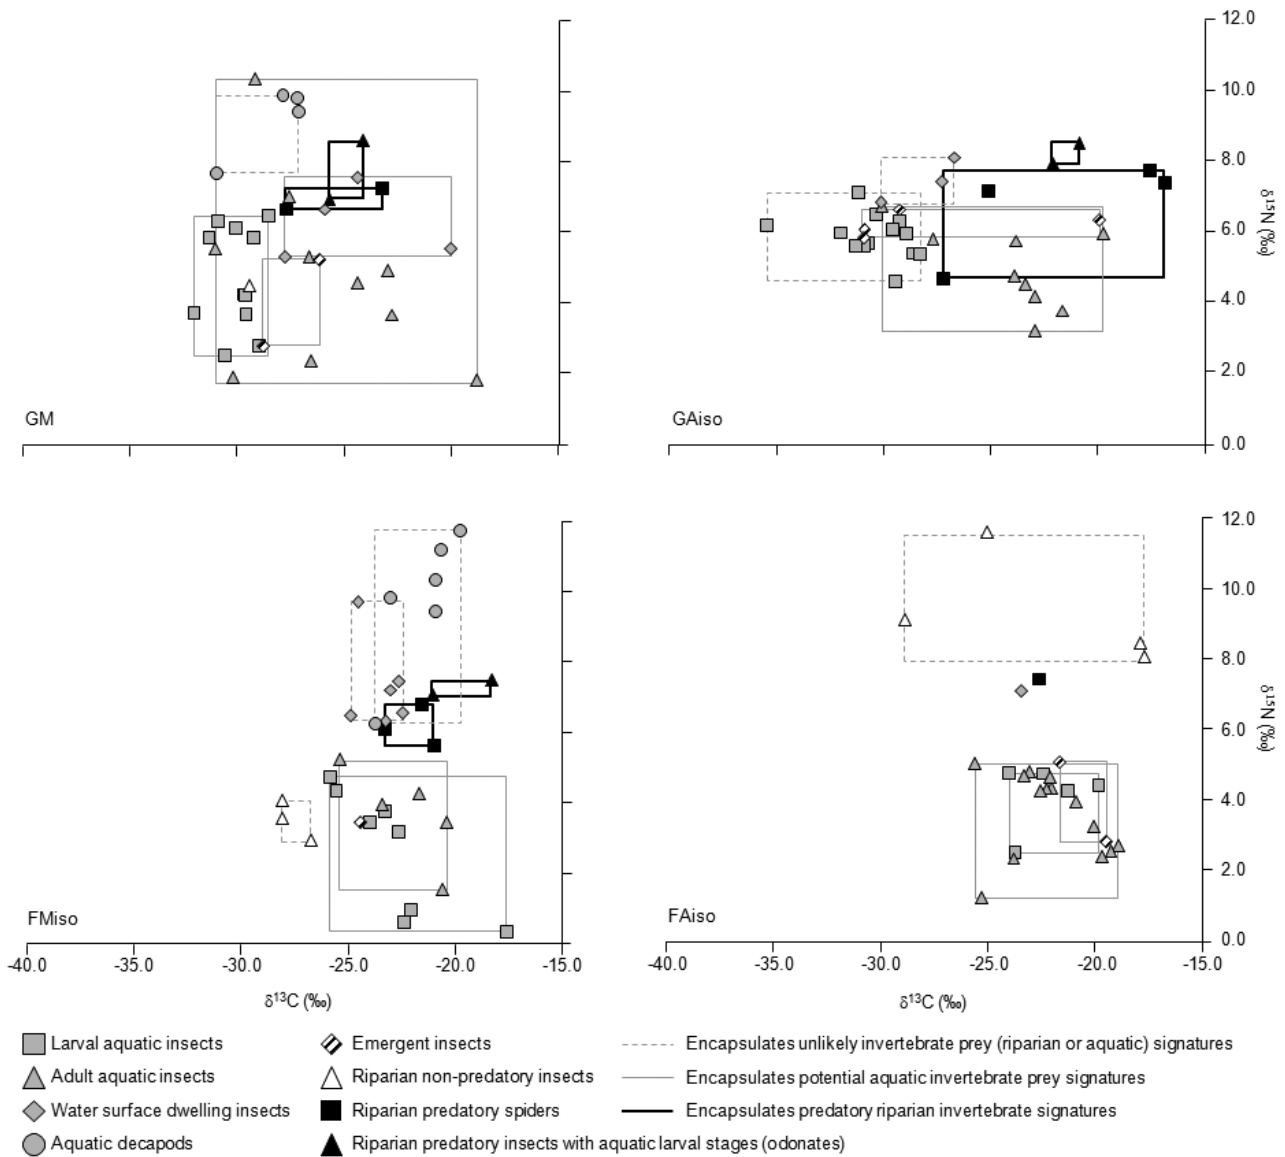 12.0
10.0
8.0
6.0
4.0
2.0
0.0
δ15N (‰)
GM
GAiso
12.0
10.0
8.0
6.0
4.0
2.0
0.0
δ15N (‰)
FMiso
FAiso
-40.0 -35.0 -30.0 -25.0 -20.0 -15.0
-40.0 -35.0 -30.0 -25.0 -20.0 -15.0
δ13C (‰)
δ13C (‰)
Larval aquatic insects
Adult aquatic insects
Water surface dwelling insects
Aquatic decapods
Emergent insects
Riparian non-predatory insects
Riparian predatory spiders
Riparian predatory insects with aquatic larval stages (odonates)
Encapsulates unlikely invertebrate prey (riparian or aquatic) signatures
Encapsulates potential aquatic invertebrate prey signatures
Encapsulates predatory riparian invertebrate signatures